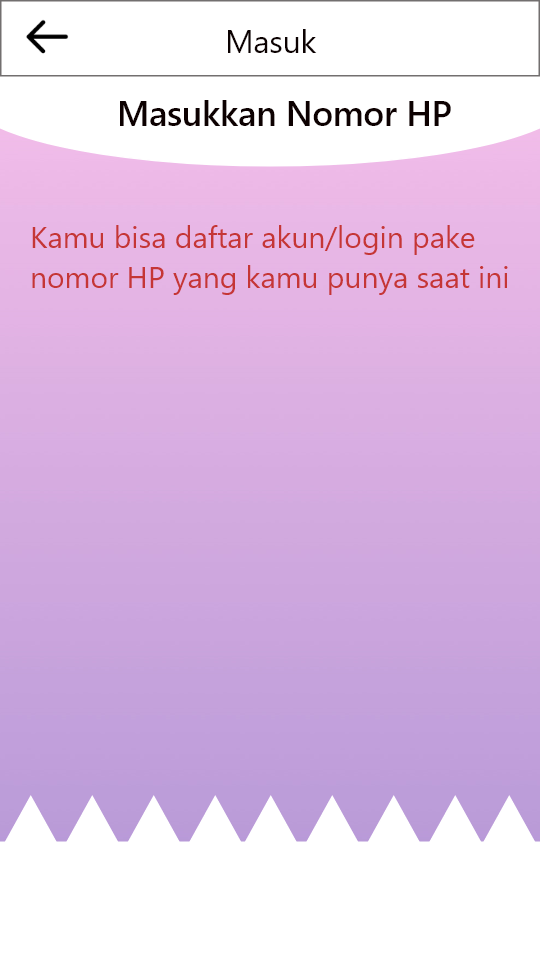 Masuk
Masukkan Nomor HP
Kamu bisa daftar akun/login pake
nomor HP yang kamu punya saat ini